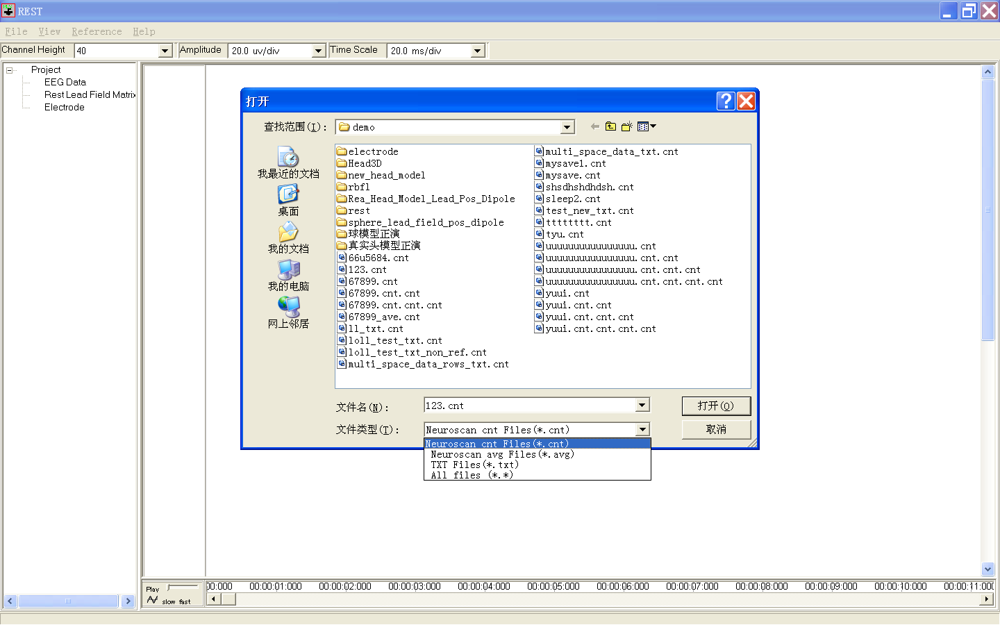 REST
File View Reference Help
Channel Height 40 Amplitude 20.0 uv/div Time Scale 20.0 ms/div
Project
EEG Data
Rest Lead Field Matrix
Electrode
打开
查找范围(I): demo
我最近的文档
桌面
我的文档
我的电脑
网上邻居
electrode
Head3D
new_head_model
rbfl
Rea_Head_Model_Lead_Pos_Dipole
rest
sphere_lead_field_pos_dipole
球模型正演
真实头模型正演
66u5684.cnt
123.cnt
67899.cnt
67899.cnt.cnt
67899.cnt.cnt.cnt
67899_ave.cnt
ll_txt.cnt
loll_test_txt.cnt
loll_test_txt_non_ref.cnt
multi_space_data_rows_txt.cnt
multi_space_data_txt.cnt
mysave1.cnt
mysave.cnt
shsdhshdhdsh.cnt
sleep2.cnt
test_new_txt.cnt
tttttttt.cnt
tyu.cnt
uuuuuuuuuuuuuuuu.cnt
uuuuuuuuuuuuuuuu.cnt.cnt
uuuuuuuuuuuuuuuu.cnt.cnt.cnt
uuuuuuuuuuuuuuuu.cnt.cnt.cnt.cnt
yuui.cnt
yuui.cnt.cnt
yuui.cnt.cnt.cnt
yuui.cnt.cnt.cnt.cnt
文件名(N): 123.cnt 打开(O)
文件类型(T): Neuroscan cnt Files(*.cnt) 取消
Neuroscan cnt Files(*.cnt)
Neuroscan avg Files(*.avg)
TXT Files(*.txt)
All files (*.*)
Play
slow fast
00:000 00:00:01:000 00:00:02:000 00:00:03:000 00:00:04:000 00:00:05:000 00:00:06:000 00:00:07:000 00:00:08:000 00:00:09:000 00:00:10:000 00:00:11:000